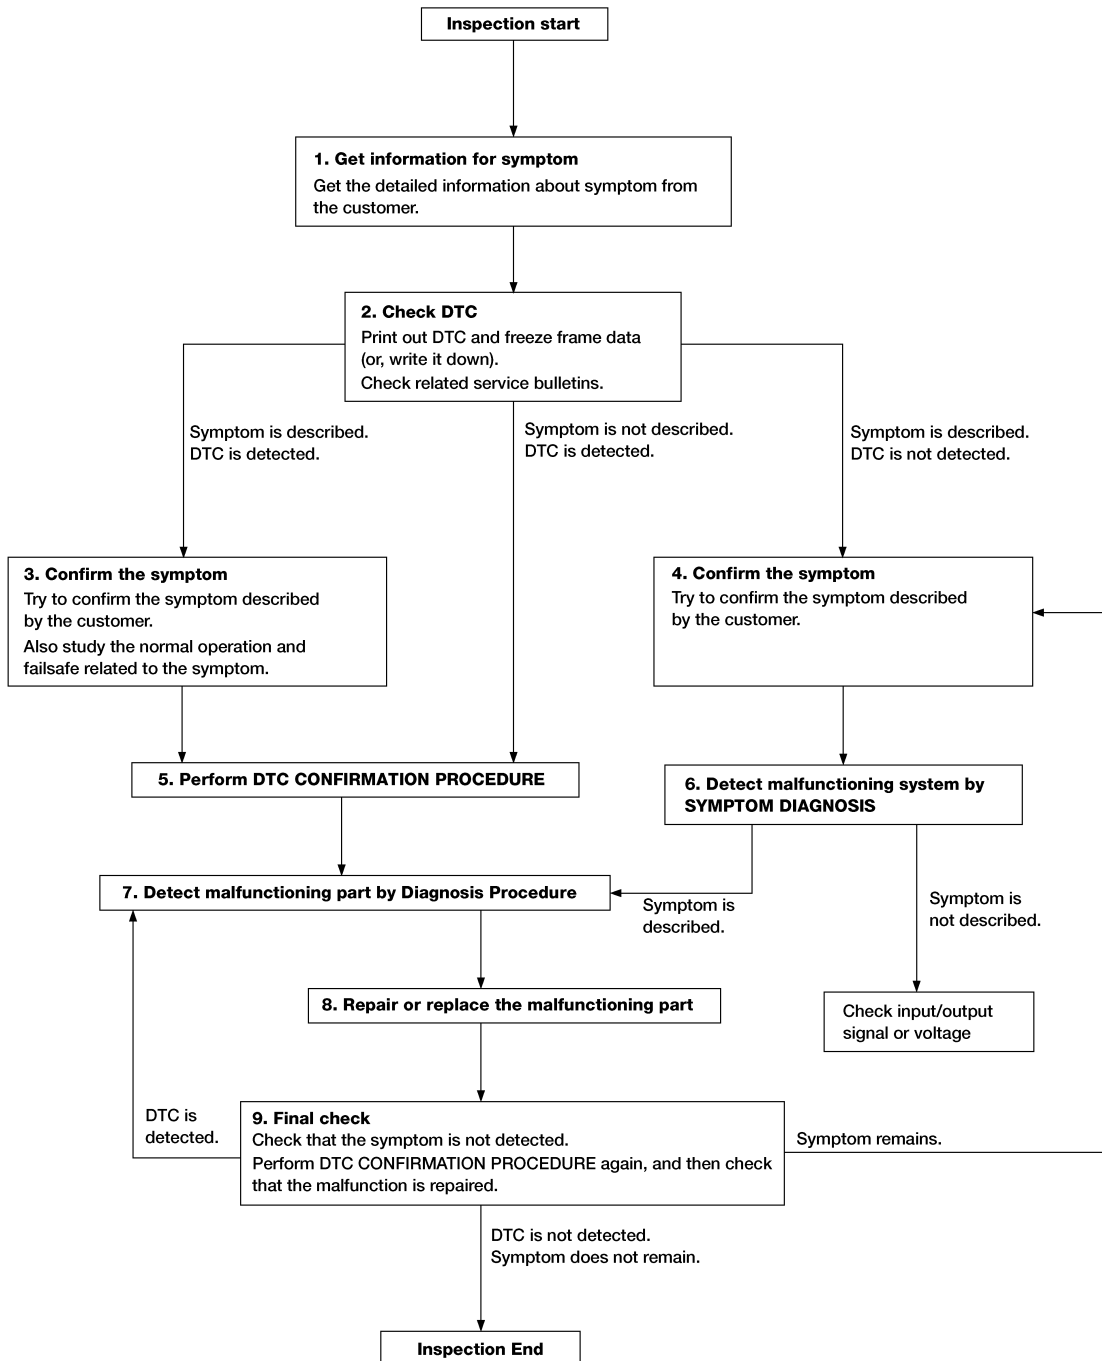 Inspection start
1. Get information for symptom
Get the detailed information about symptom from
the customer.
2. Check DTC
Print out DTC and freeze frame data
(or, write it down).
Check related service bulletins.
Symptom is described.
DTC is detected.
Symptom is not described.
DTC is detected.
Symptom is described.
DTC is not detected.
3. Confirm the symptom
Try to confirm the symptom described
by the customer.
Also study the normal operation and
failsafe related to the symptom.
4. Confirm the symptom
Try to confirm the symptom described
by the customer.
5. Perform DTC CONFIRMATION PROCEDURE
6. Detect malfunctioning system by
SYMPTOM DIAGNOSIS
7. Detect malfunctioning part by Diagnosis Procedure
Symptom is
described.
Symptom is
not described.
8. Repair or replace the malfunctioning part
Check input/output
signal or voltage
DTC is
detected.
9. Final check
Check that the symptom is not detected.
Perform DTC CONFIRMATION PROCEDURE again, and then check
that the malfunction is repaired.
Symptom remains.
DTC is not detected.
Symptom does not remain.
Inspection End